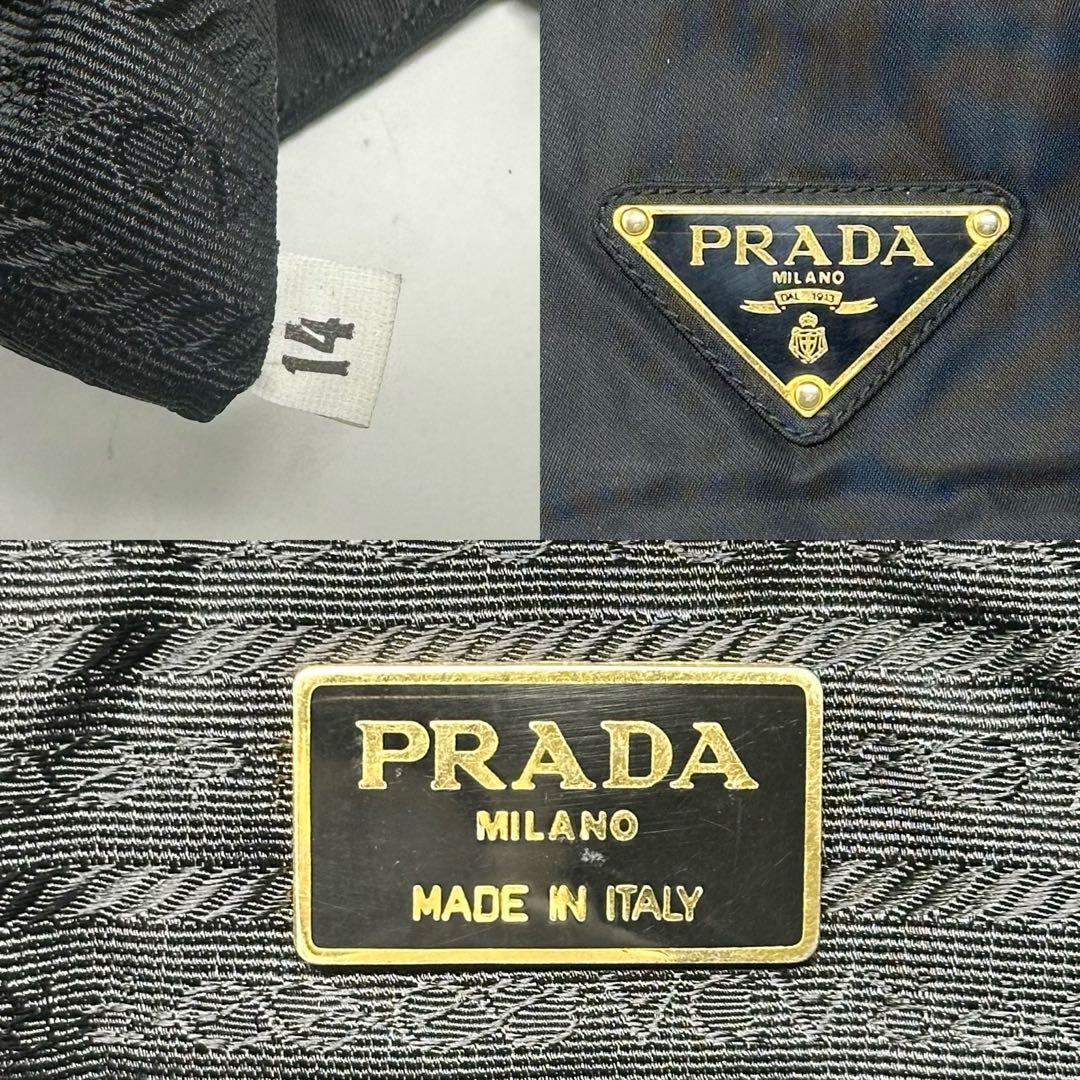 14
PRADA
MILANO
DAL 1913
PRADA
MILANO
MADE IN ITALY